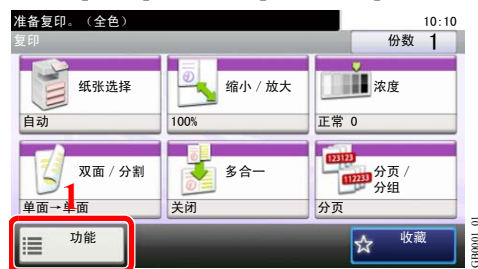 准备复印。（全色）
10:10
复印
份数 1
纸张选择
自动
缩小 / 放大
100%
浓度
正常 0
双面 / 分割
单面→单面
多合一
关闭
123123
112233
分页 /
分组
分页
1
功能
收藏
GB0001_01